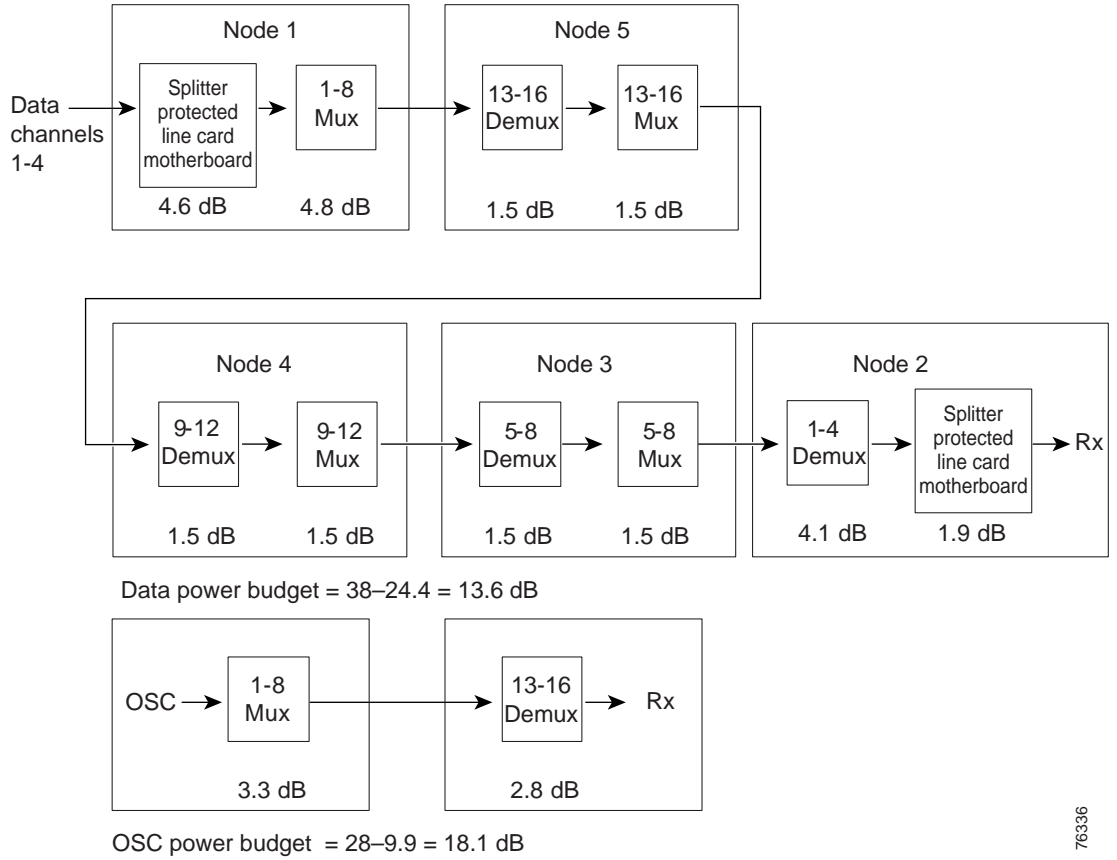 Node 1
Node 5
Data
channels
1-4
Splitter
protected
line card
motherboard
1-8
Mux
13-16
Demux
13-16
Mux
4.6 dB
4.8 dB
1.5 dB
1.5 dB
Node 4
Node 3
Node 2
9-12
Demux
9-12
Mux
5-8
Demux
5-8
Mux
1-4
Demux
Splitter
protected
line card
motherboard
Rx
1.5 dB
1.5 dB
1.5 dB
1.5 dB
4.1 dB
1.9 dB
Data power budget = 38–24.4 = 13.6 dB
OSC
1-8
Mux
13-16
Demux
Rx
3.3 dB
2.8 dB
OSC power budget = 28–9.9 = 18.1 dB
76336